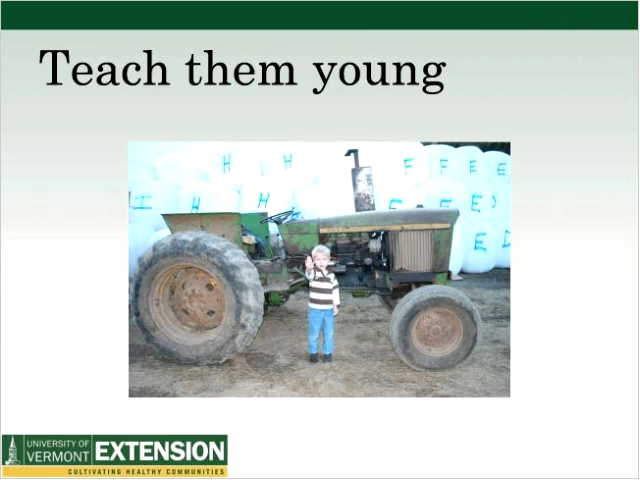 Teach them young
H H F F E
H H H F E E
E D
UNIVERSITY OF
VERMONT EXTENSION
CULTIVATING HEALTHY COMMUNITIES